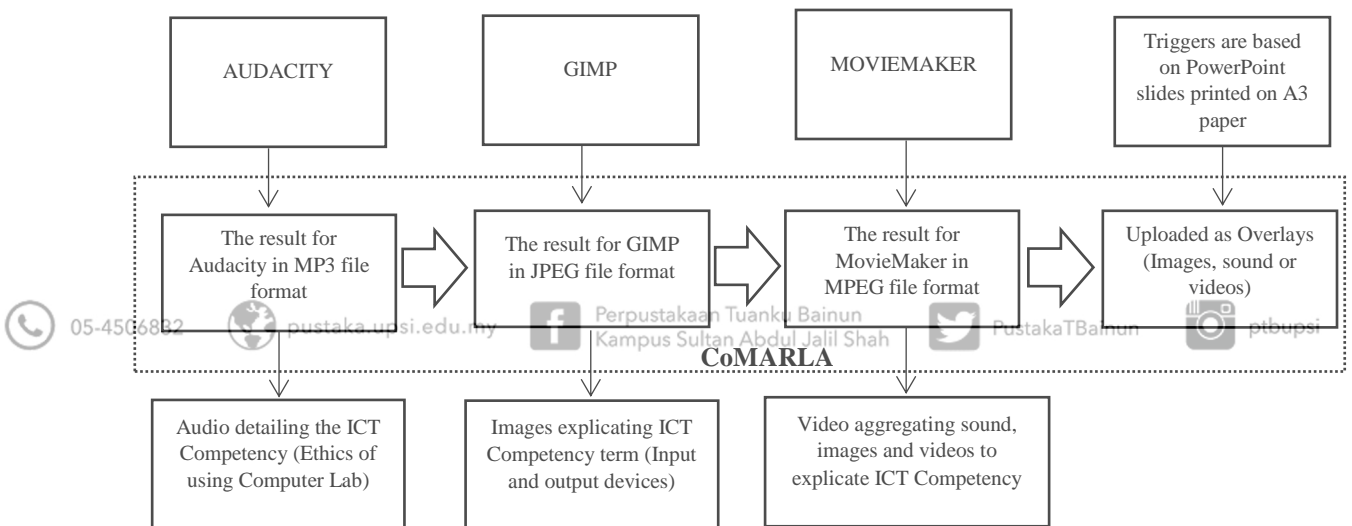 AUDACITY
GIMP
MOVIEMAKER
Triggers are based
on PowerPoint
slides printed on A3
paper
The result for
Audacity in MP3 file
format
The result for GIMP
in JPEG file format
The result for
MovieMaker in
MPEG file format
Uploaded as Overlays
(Images, sound or
videos)
05-4506832
pustaka.upsi.edu.my
Perpustakaan Tuanku Bainun
Kampus Sultan Abdul Jalil Shah
PustakaTBainun
ptbupsi
CoMARLA
Audio detailing the ICT
Competency (Ethics of
using Computer Lab)
Images explicating ICT
Competency term (Input
and output devices)
Video aggregating sound,
images and videos to
explicate ICT Competency